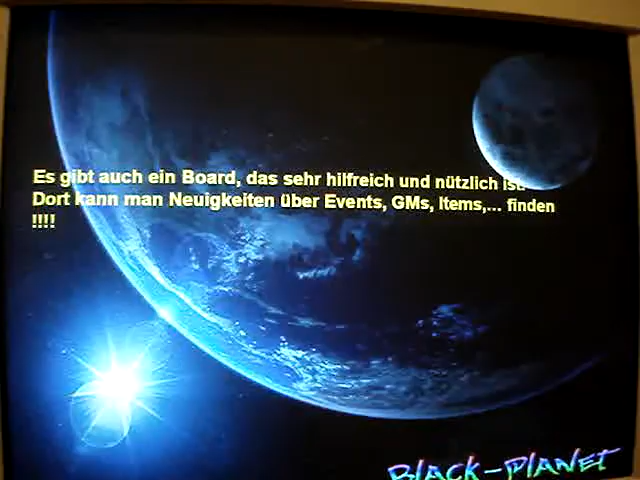 Es gibt auch ein Board, das sehr hilfreich und nützlich ist.
Dort kann man Neuigkeiten über Events, GMs, Items,... finden
!!!!
BLACK-PLANET